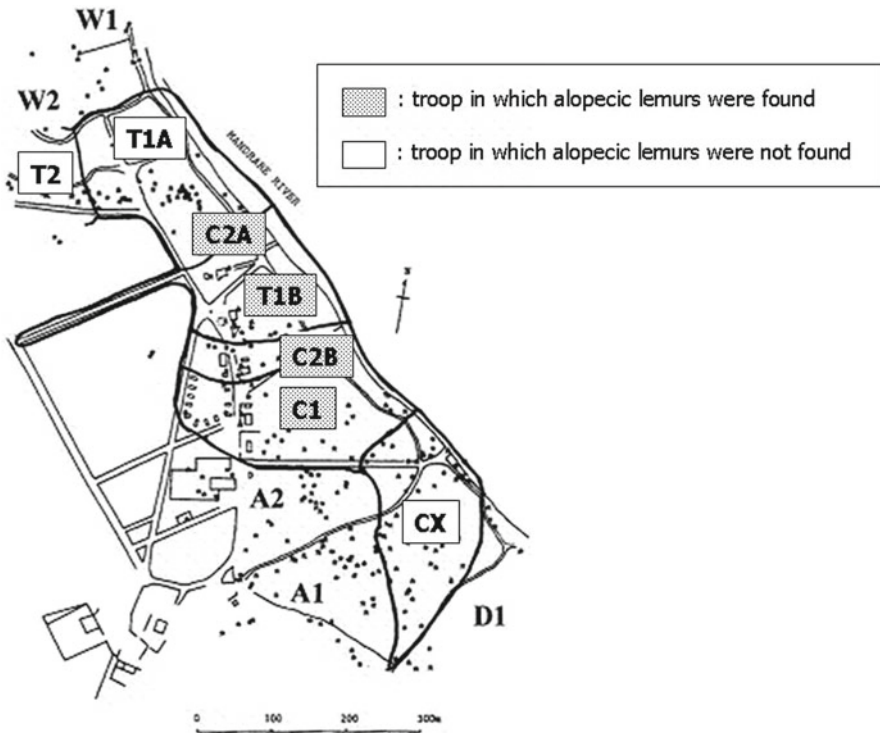 W1
: troop in which alopecic lemurs were found
W2
T1A
: troop in which alopecic lemurs were not found
T2
MANDRARE RIVER
C2A
N
T1B
C2B
C1
A2
CX
A1
D1
0 100 200 300m